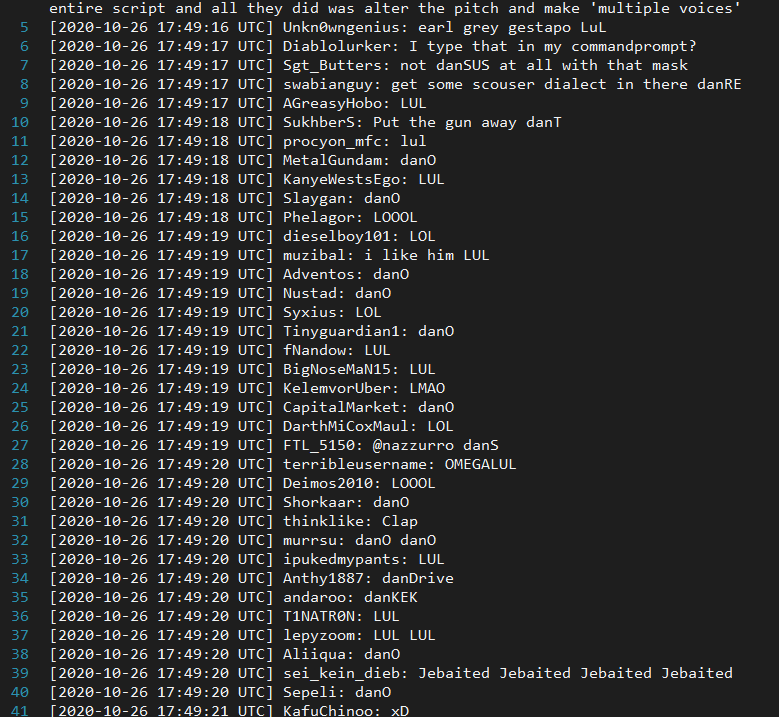 entire script and all they did was alter the pitch and make 'multiple voices'
5 [2020-10-26 17:49:16 UTC] Unkn0wngenius: earl grey gestapo LuL
6 [2020-10-26 17:49:17 UTC] Diablolurker: I type that in my commandprompt?
7 [2020-10-26 17:49:17 UTC] Sgt_Butters: not danSUS at all with that mask
8 [2020-10-26 17:49:17 UTC] swabianguy: get some scouser dialect in there danRE
9 [2020-10-26 17:49:17 UTC] AGreasyHobo: LUL
10 [2020-10-26 17:49:18 UTC] SukhberS: Put the gun away danT
11 [2020-10-26 17:49:18 UTC] procyon_mfc: lul
12 [2020-10-26 17:49:18 UTC] MetalGundam: danO
13 [2020-10-26 17:49:18 UTC] KanyeWestsEgo: LUL
14 [2020-10-26 17:49:18 UTC] Slaygan: danO
15 [2020-10-26 17:49:18 UTC] Phelagor: LOOOL
16 [2020-10-26 17:49:19 UTC] dieselboy101: LOL
17 [2020-10-26 17:49:19 UTC] muzibal: i like him LUL
18 [2020-10-26 17:49:19 UTC] Adventos: danO
19 [2020-10-26 17:49:19 UTC] Nustad: danO
20 [2020-10-26 17:49:19 UTC] Syxius: LOL
21 [2020-10-26 17:49:19 UTC] Tinyguardian1: danO
22 [2020-10-26 17:49:19 UTC] fNandow: LUL
23 [2020-10-26 17:49:19 UTC] BigNoseMaN15: LUL
24 [2020-10-26 17:49:19 UTC] KelemvorUber: LMAO
25 [2020-10-26 17:49:19 UTC] CapitalMarket: danO
26 [2020-10-26 17:49:19 UTC] DarthMiCoxMaul: LOL
27 [2020-10-26 17:49:19 UTC] FTL_5150: @nazzurro danS
28 [2020-10-26 17:49:20 UTC] terribleusername: OMEGALUL
29 [2020-10-26 17:49:20 UTC] Deimos2010: LOOOL
30 [2020-10-26 17:49:20 UTC] Shorkaar: danO
31 [2020-10-26 17:49:20 UTC] thinklike: Clap
32 [2020-10-26 17:49:20 UTC] murrsu: danO danO
33 [2020-10-26 17:49:20 UTC] ipukedmypants: LUL
34 [2020-10-26 17:49:20 UTC] Anthy1887: danDrive
35 [2020-10-26 17:49:20 UTC] andaroo: danKEK
36 [2020-10-26 17:49:20 UTC] T1NATR0N: LUL
37 [2020-10-26 17:49:20 UTC] lepyzoom: LUL LUL
38 [2020-10-26 17:49:20 UTC] Aliiqua: danO
39 [2020-10-26 17:49:20 UTC] sei_kein_dieb: Jebaited Jebaited Jebaited Jebaited
40 [2020-10-26 17:49:20 UTC] Sepeli: danO
41 [2020-10-26 17:49:21 UTC] KafuChinoo: xD